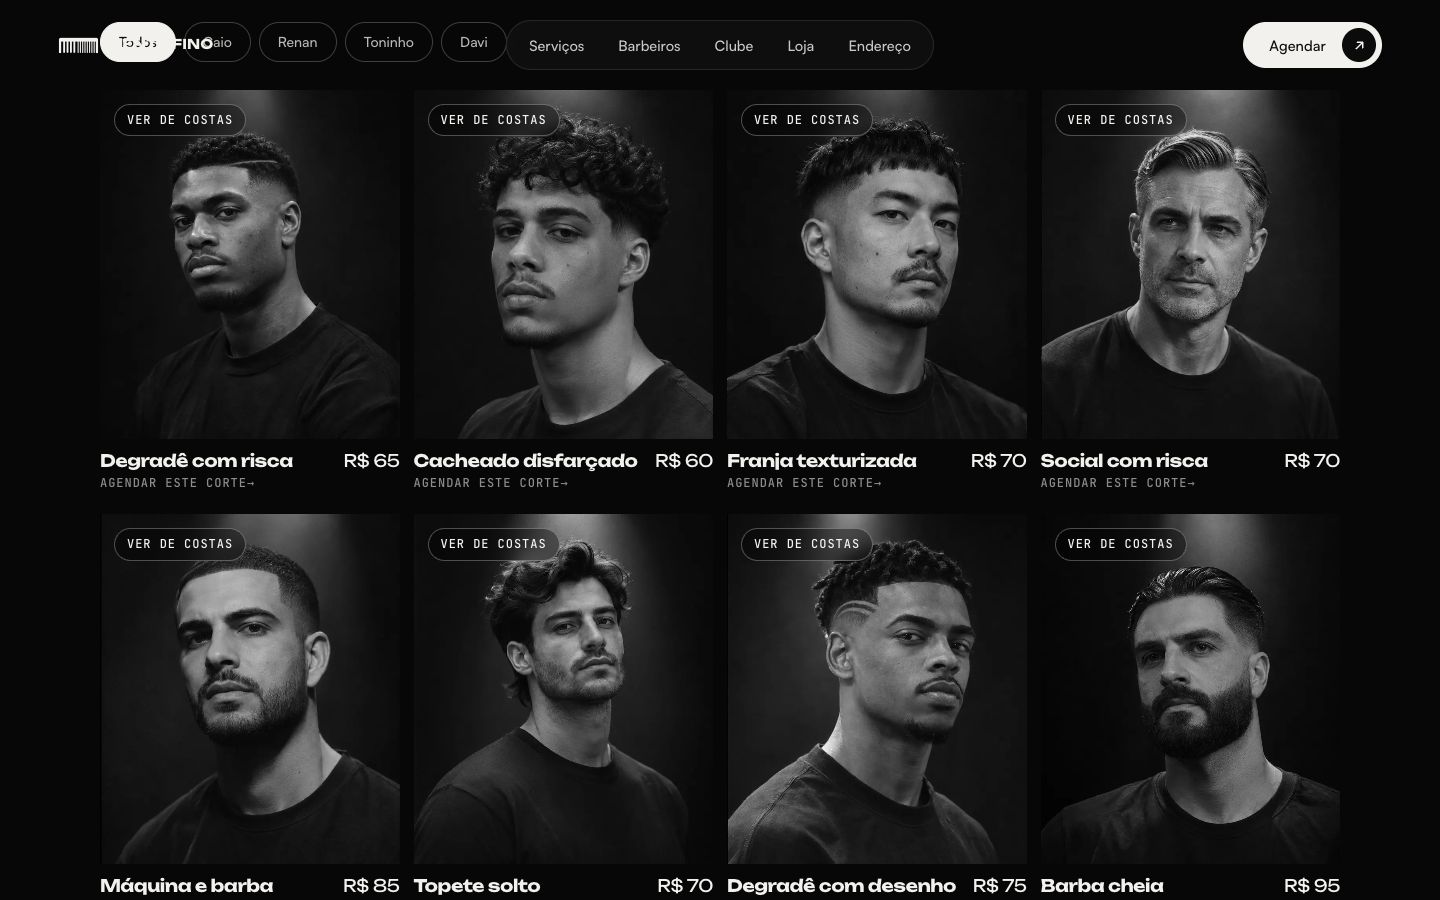 Todos
Caio
Renan
Toninho
Davi
FINO
Serviços
Barbeiros
Clube
Loja
Endereço
Agendar
VER DE COSTAS
VER DE COSTAS
VER DE COSTAS
VER DE COSTAS
Degradê com risca R$ 65
AGENDAR ESTE CORTE→
Cacheado disfarçado R$ 60
AGENDAR ESTE CORTE→
Franja texturizada R$ 70
AGENDAR ESTE CORTE→
Social com risca R$ 70
AGENDAR ESTE CORTE→
VER DE COSTAS
VER DE COSTAS
VER DE COSTAS
VER DE COSTAS
Máquina e barba R$ 85
Topete solto R$ 70
Degradê com desenho R$ 75
Barba cheia R$ 95